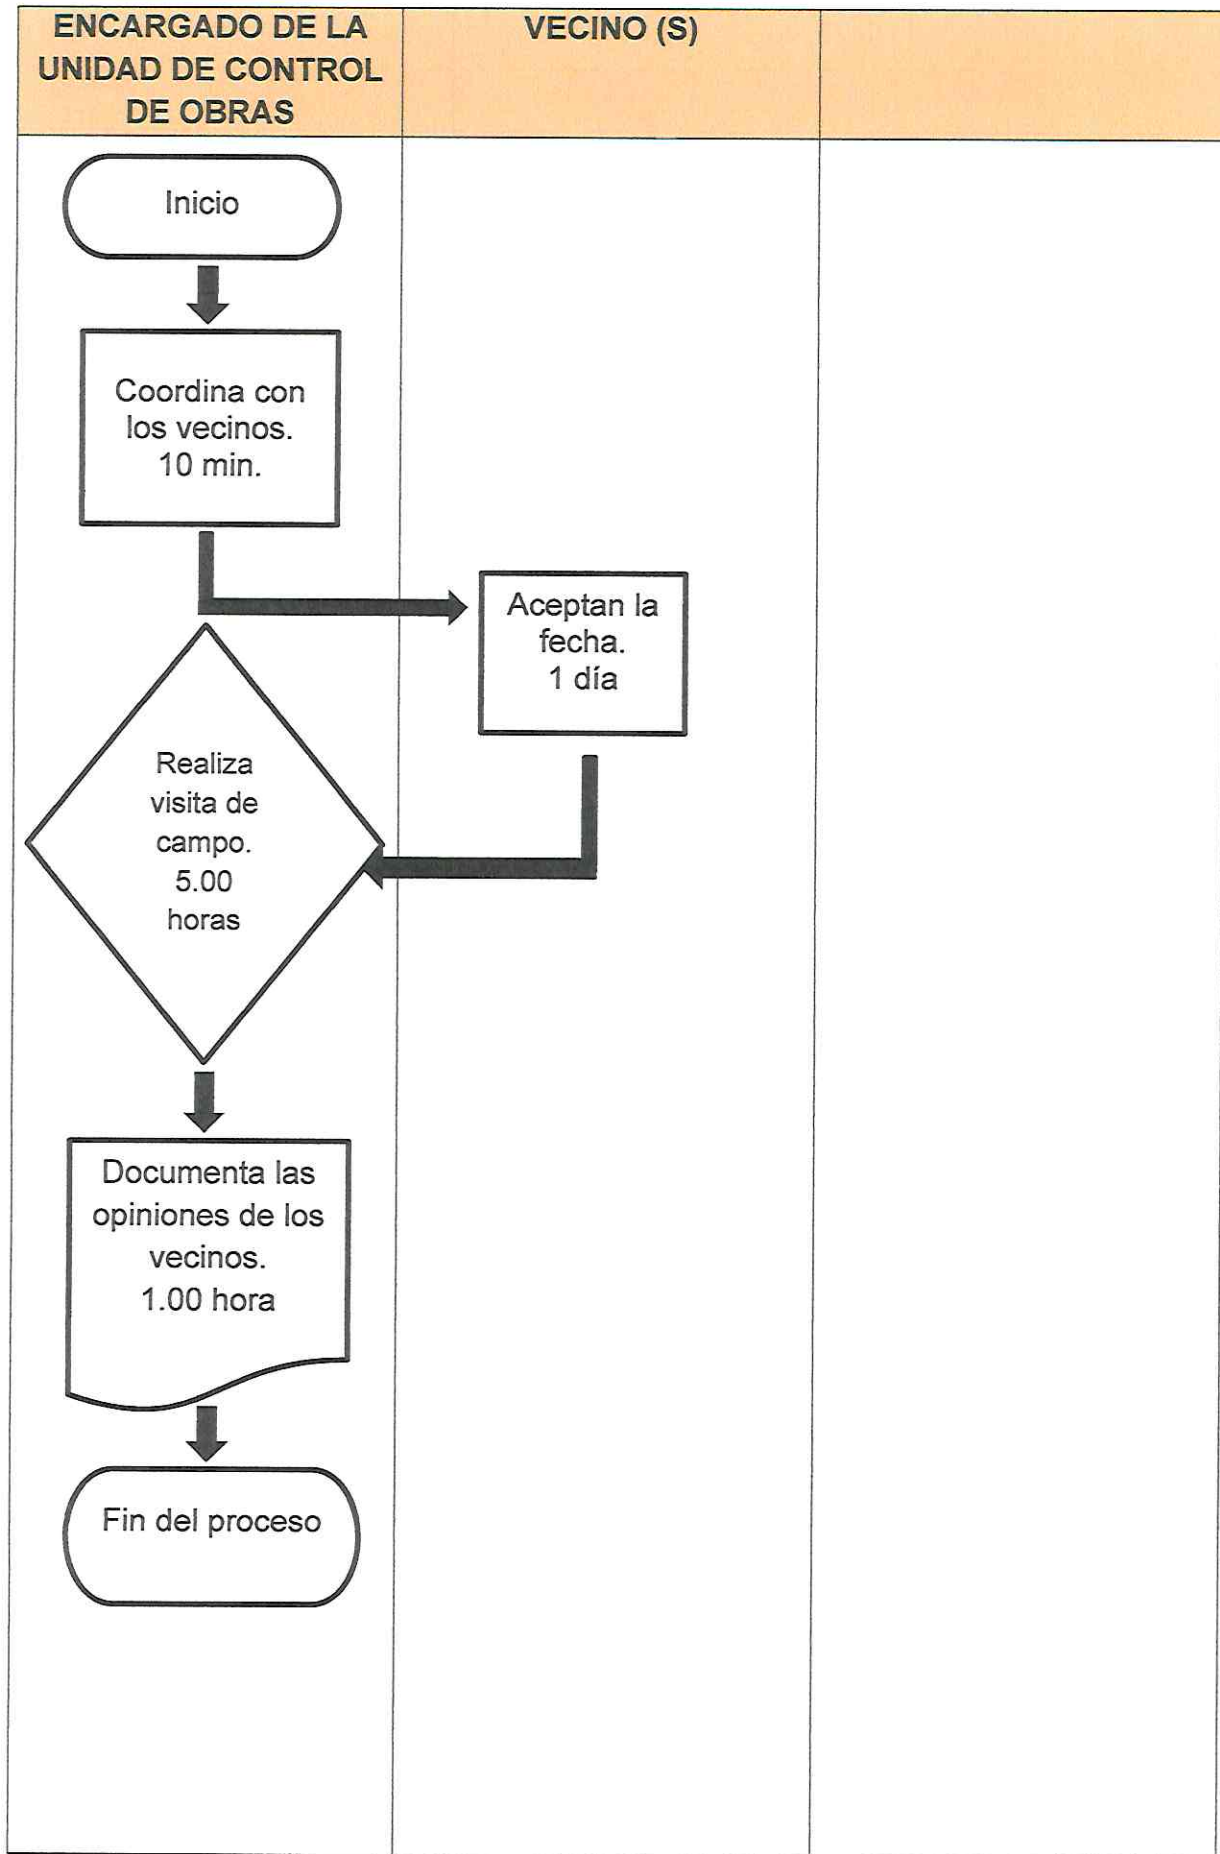 ENCARGADO DE LA
UNIDAD DE CONTROL
DE OBRAS
VECINO (S)
Inicio
Coordina con
los vecinos.
10 min.
Aceptan la
fecha.
1 día
Realiza
visita de
campo.
5.00
horas
Documenta las
opiniones de los
vecinos.
1.00 hora
Fin del proceso